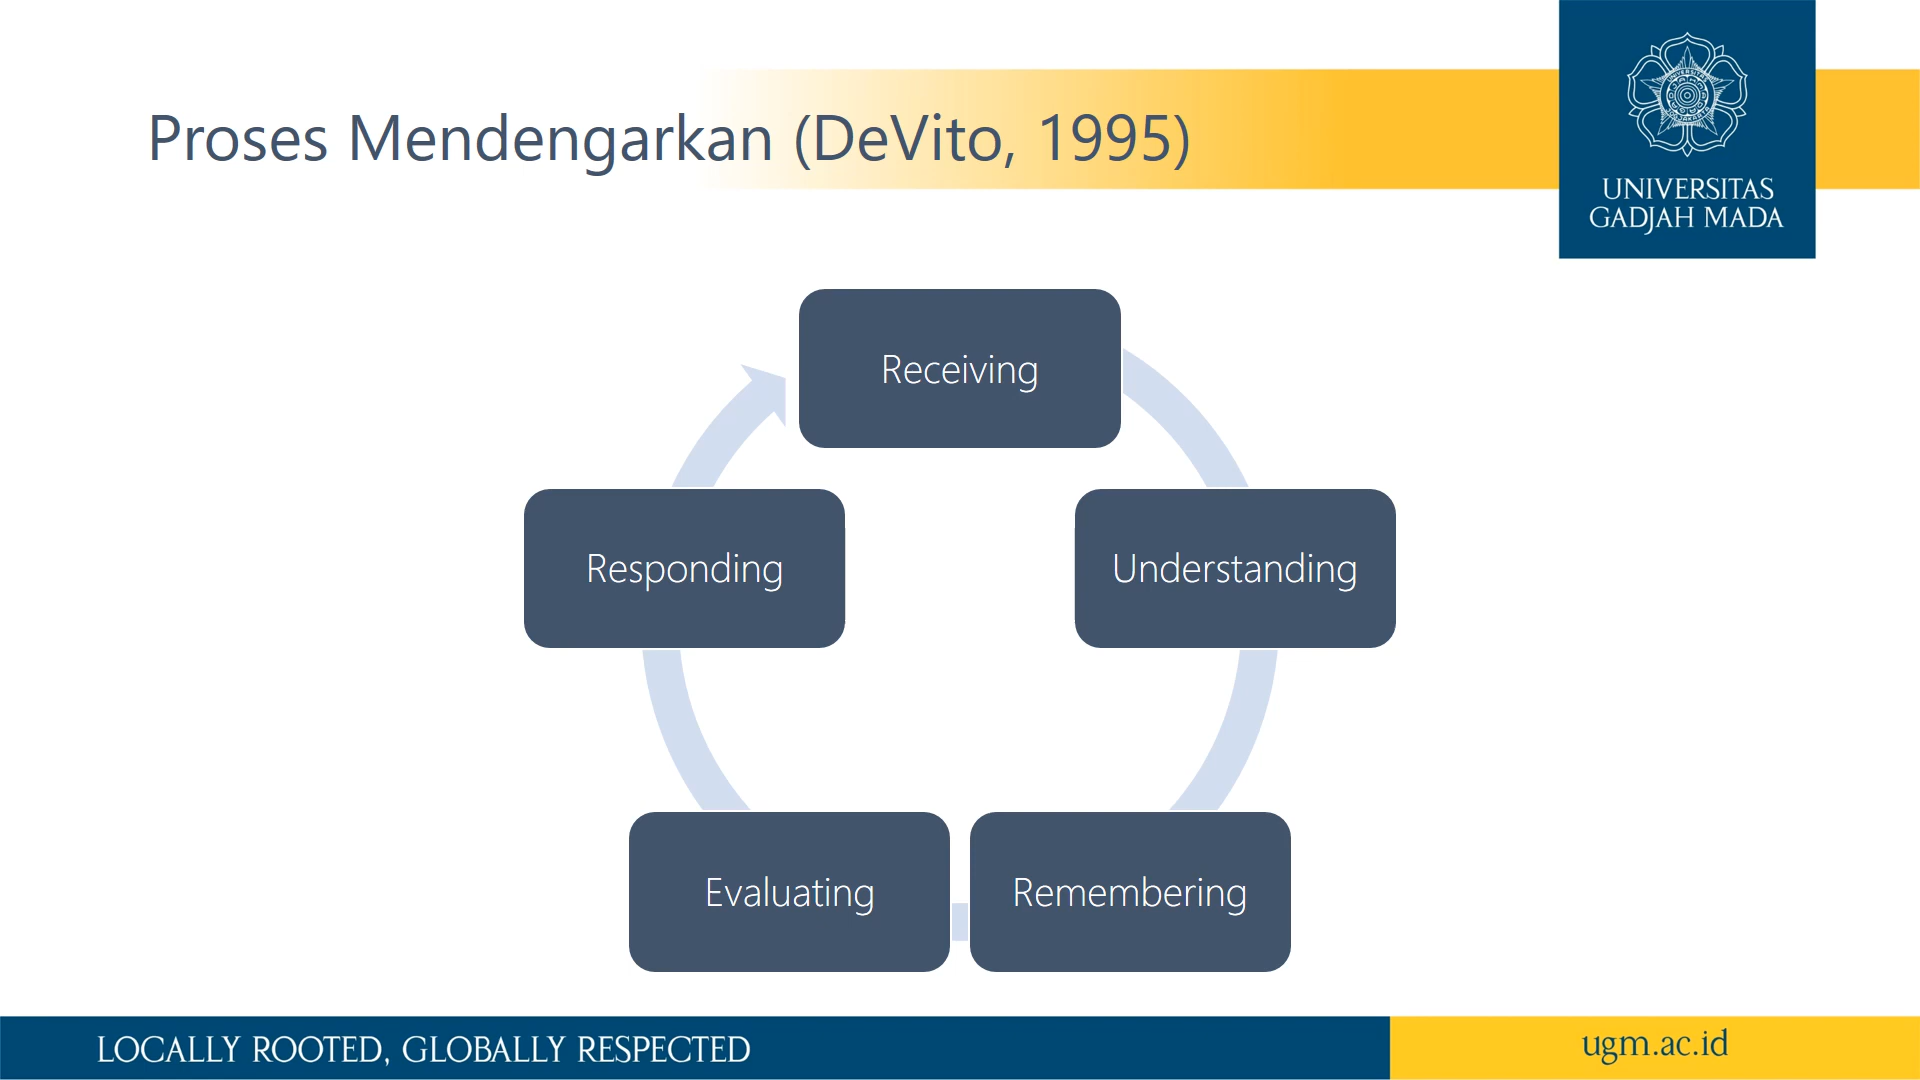 Proses Mendengarkan (DeVito, 1995)
UNIVERSITAS
GADJAH MADA
Receiving
Understanding
Remembering
Evaluating
Responding
LOCALLY ROOTED, GLOBALLY RESPECTED
ugm.ac.id